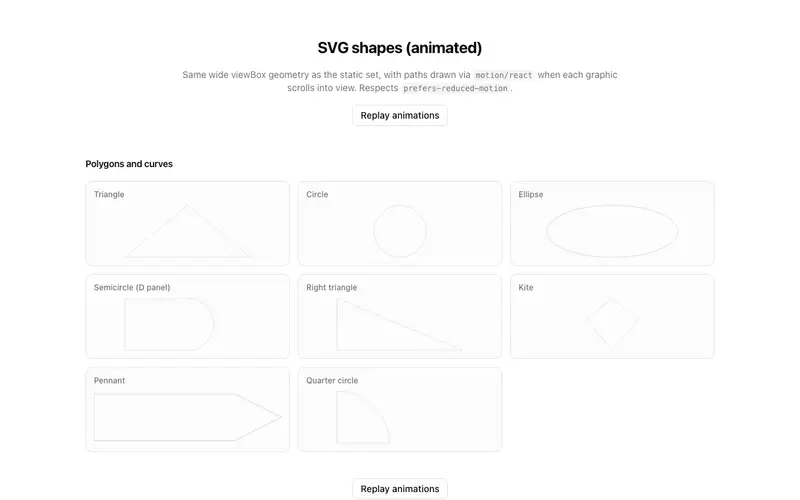 SVG shapes (animated)
Same wide viewBox geometry as the static set, with paths drawn via motion/react when each graphic
scrolls into view. Respects prefers-reduced-motion.
Replay animations
Polygons and curves
Triangle
Circle
Ellipse
Semicircle (D panel)
Right triangle
Kite
Pennant
Quarter circle
Replay animations